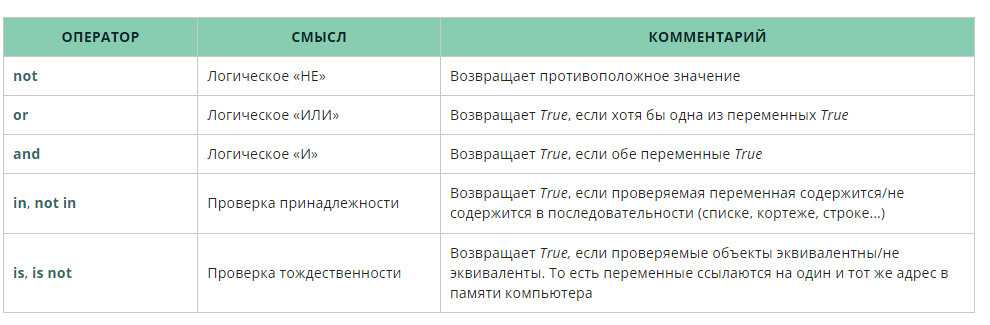 ОПЕРАТОР СМЫСЛ КОММЕНТАРИЙ
not Логическое «НЕ» Возвращает противоположное значение
or Логическое «ИЛИ» Возвращает True, если хотя бы одна из переменных True
and Логическое «И» Возвращает True, если обе переменные True
in, not in Проверка принадлежности Возвращает True, если проверяемая переменная содержится/не
содержится в последовательности (списке, кортеже, строке...)
is, is not Проверка тождественности Возвращает True, если проверяемые объекты эквивалентны/не
эквиваленты. То есть переменные ссылаются на один и тот же адрес в
памяти компьютера